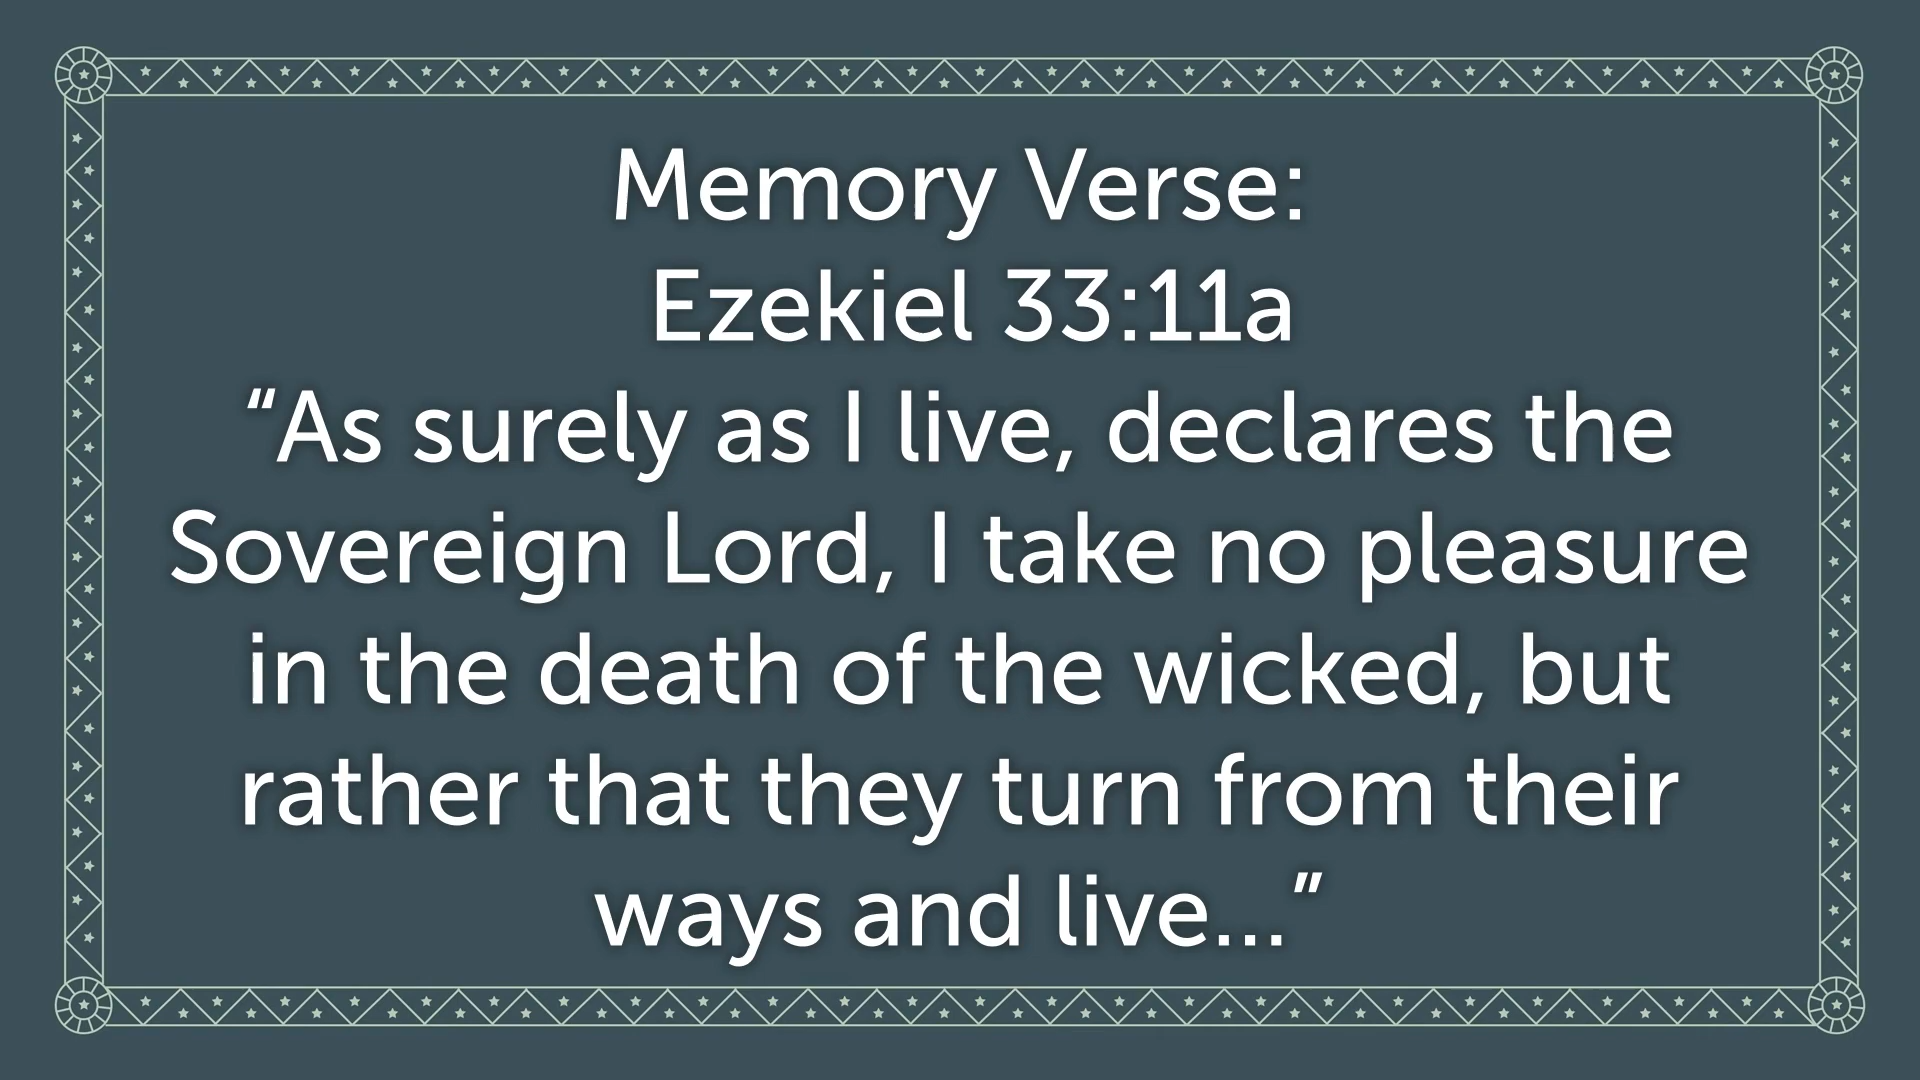 Memory Verse:
Ezekiel 33:11a
“As surely as I live, declares the
Sovereign Lord, I take no pleasure
in the death of the wicked, but
rather that they turn from their
ways and live...”